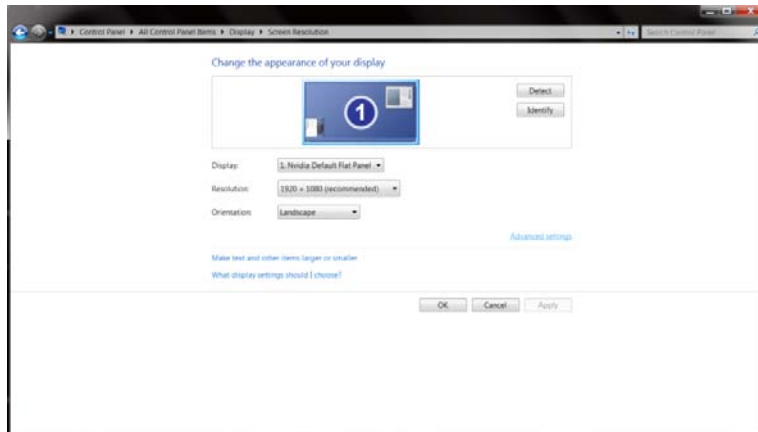 Control Panel ▸ All Control Panel Items ▸ Display ▸ Screen Resolution
Search Control Panel
Change the appearance of your display
1
Detect
Identify
Display: 1. Nvidia Default Flat Panel
Resolution: 1920 × 1080 (recommended)
Orientation: Landscape
Advanced settings
Make text and other items larger or smaller
What display settings should I choose?
OK Cancel Apply